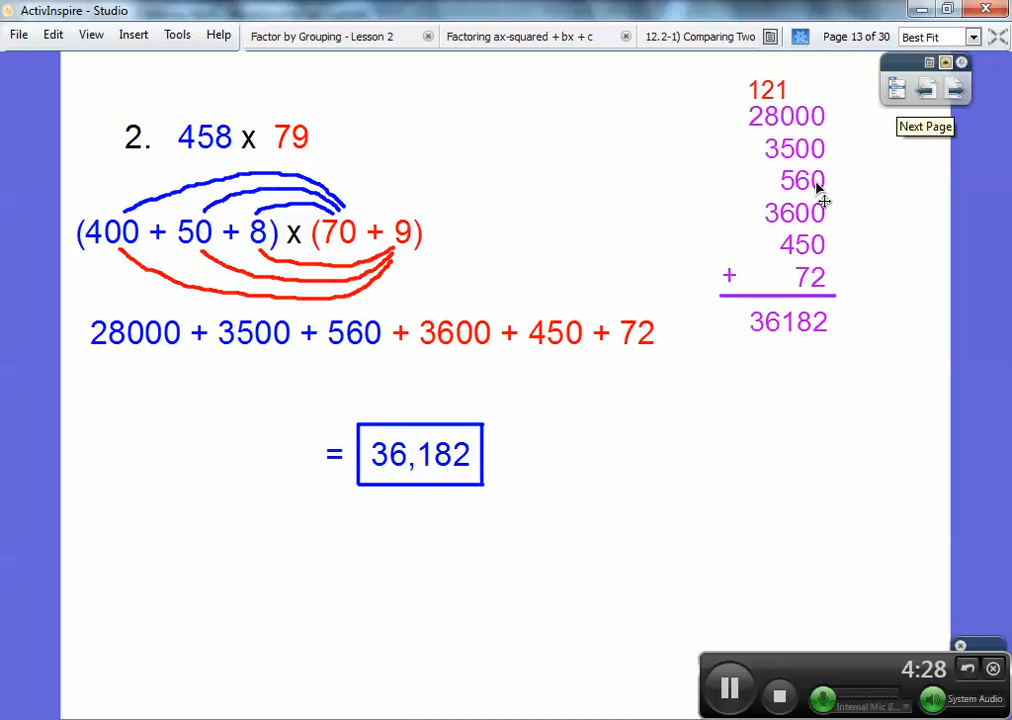 ActivInspire - Studio
File Edit View Insert Tools Help
Factor by Grouping - Lesson 2
Factoring ax-squared + bx + c
12.2-1) Comparing Two
Page 13 of 30
Best Fit
Next Page
2. 458 x 79
(400 + 50 + 8) x (70 + 9)
28000 + 3500 + 560 + 3600 + 450 + 72
= 36,182
121
28000
3500
560
3600
450
+ 72
36182
4:28
Internal Mic (I...
System Audio